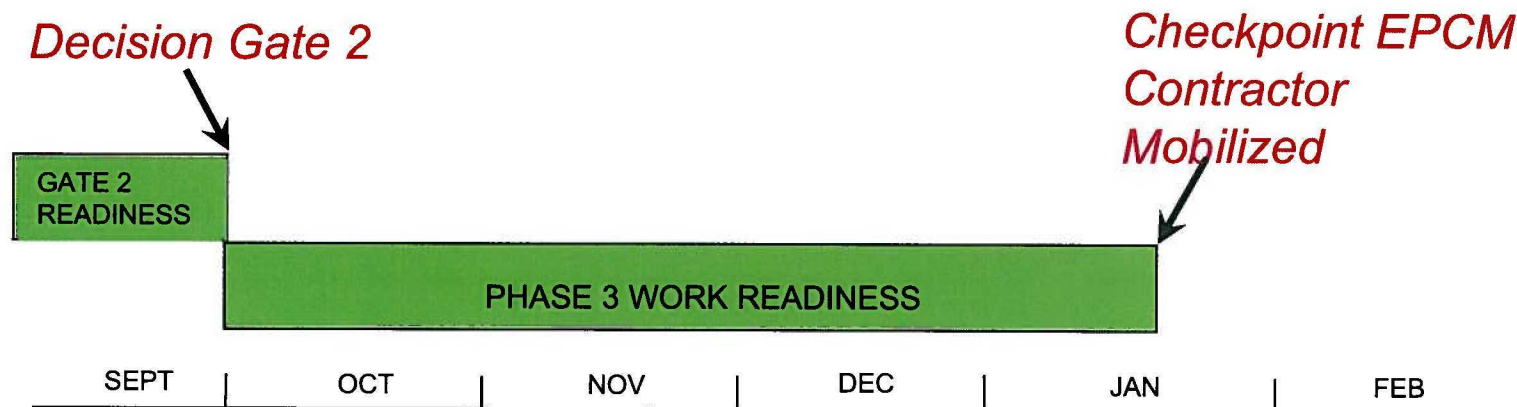 Decision Gate 2
Checkpoint EPCM
Contractor
Mobilized
GATE 2
READINESS
PHASE 3 WORK READINESS
SEPT | OCT | NOV | DEC | JAN | FEB